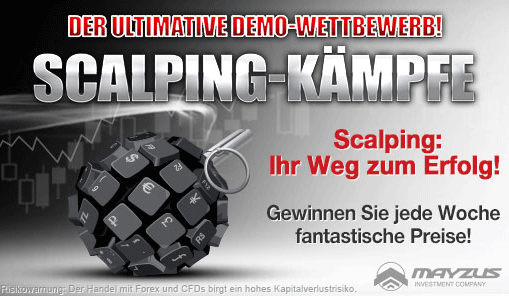 DER ULTIMATIVE DEMO-WETTBEWERB!
SCALPING-KÄMPFE
Scalping:
Ihr Weg zum Erfolg!
Gewinnen Sie jede Woche
fantastische Preise!
MAYZUS
INVESTMENT COMPANY
Risikowarnung: Der Handel mit Forex und CFDs birgt ein hohes Kapitalverlustrisiko.